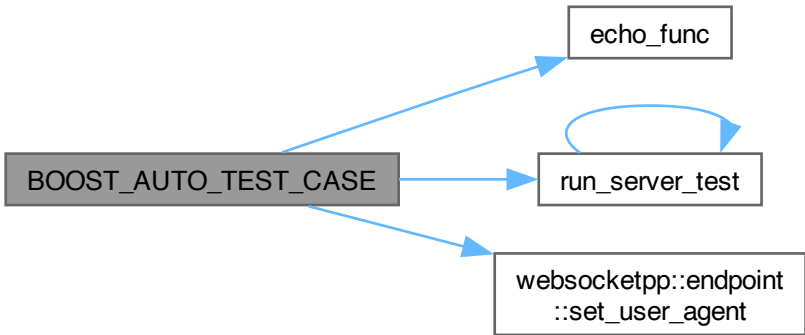 echo_func
BOOST_AUTO_TEST_CASE
run_server_test
websocketpp::endpoint
::set_user_agent